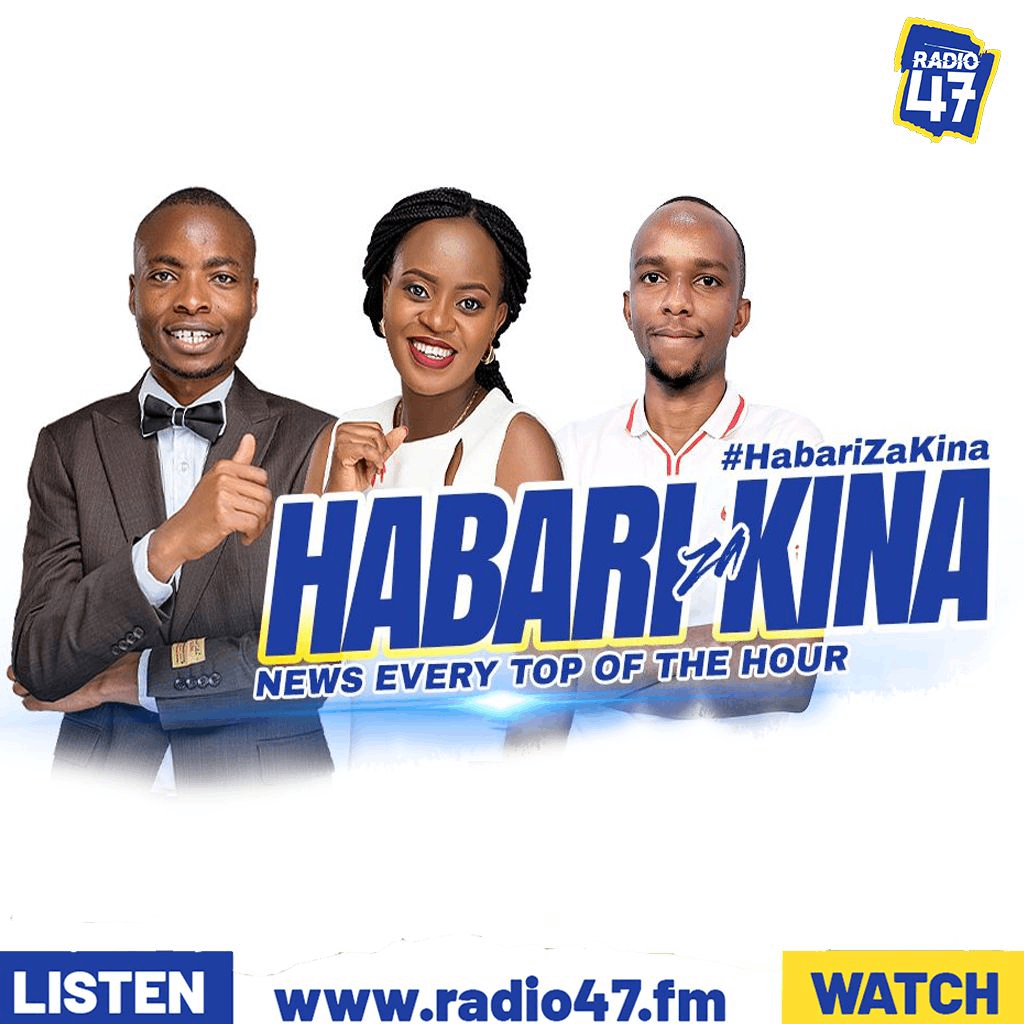 RADIO
47
#HabariZaKina
HABARI ZA KINA
NEWS EVERY TOP OF THE HOUR
LISTEN
www.radio47.fm
WATCH